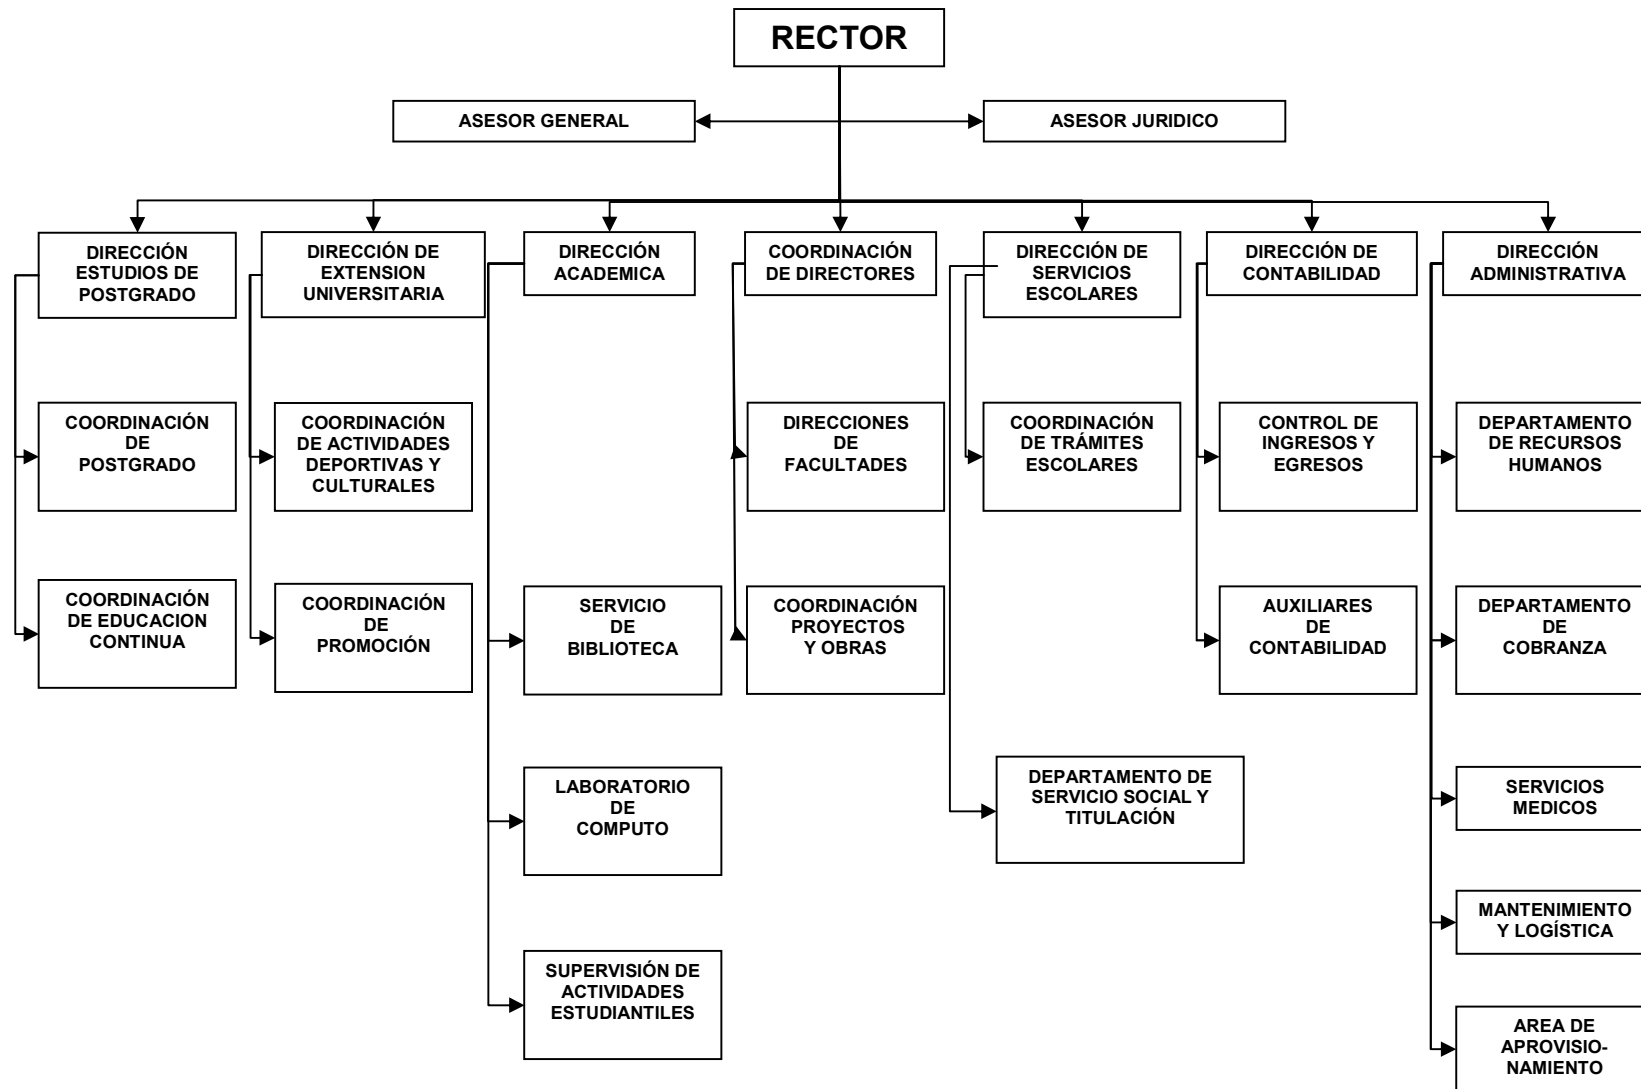 RECTOR
ASESOR GENERAL
ASESOR JURIDICO
DIRECCIÓN
ESTUDIOS DE
POSTGRADO
DIRECCIÓN DE
EXTENSION
UNIVERSITARIA
DIRECCIÓN
ACADEMICA
COORDINACIÓN
DE DIRECTORES
DIRECCIÓN DE
SERVICIOS
ESCOLARES
DIRECCIÓN DE
CONTABILIDAD
DIRECCIÓN
ADMINISTRATIVA
COORDINACIÓN
DE
POSTGRADO
COORDINACIÓN
DE ACTIVIDADES
DEPORTIVAS Y
CULTURALES
DIRECCIONES
DE
FACULTADES
COORDINACIÓN
DE TRÁMITES
ESCOLARES
CONTROL DE
INGRESOS Y
EGRESOS
DEPARTAMENTO
DE RECURSOS
HUMANOS
COORDINACIÓN
DE EDUCACION
CONTINUA
COORDINACIÓN
DE
PROMOCIÓN
SERVICIO
DE
BIBLIOTECA
COORDINACIÓN
PROYECTOS
Y OBRAS
AUXILIARES
DE
CONTABILIDAD
DEPARTAMENTO
DE
COBRANZA
LABORATORIO
DE
COMPUTO
DEPARTAMENTO DE
SERVICIO SOCIAL Y
TITULACIÓN
SERVICIOS
MEDICOS
MANTENIMIENTO
Y LOGÍSTICA
SUPERVISIÓN DE
ACTIVIDADES
ESTUDIANTILES
AREA DE
APROVISIO-
NAMIENTO